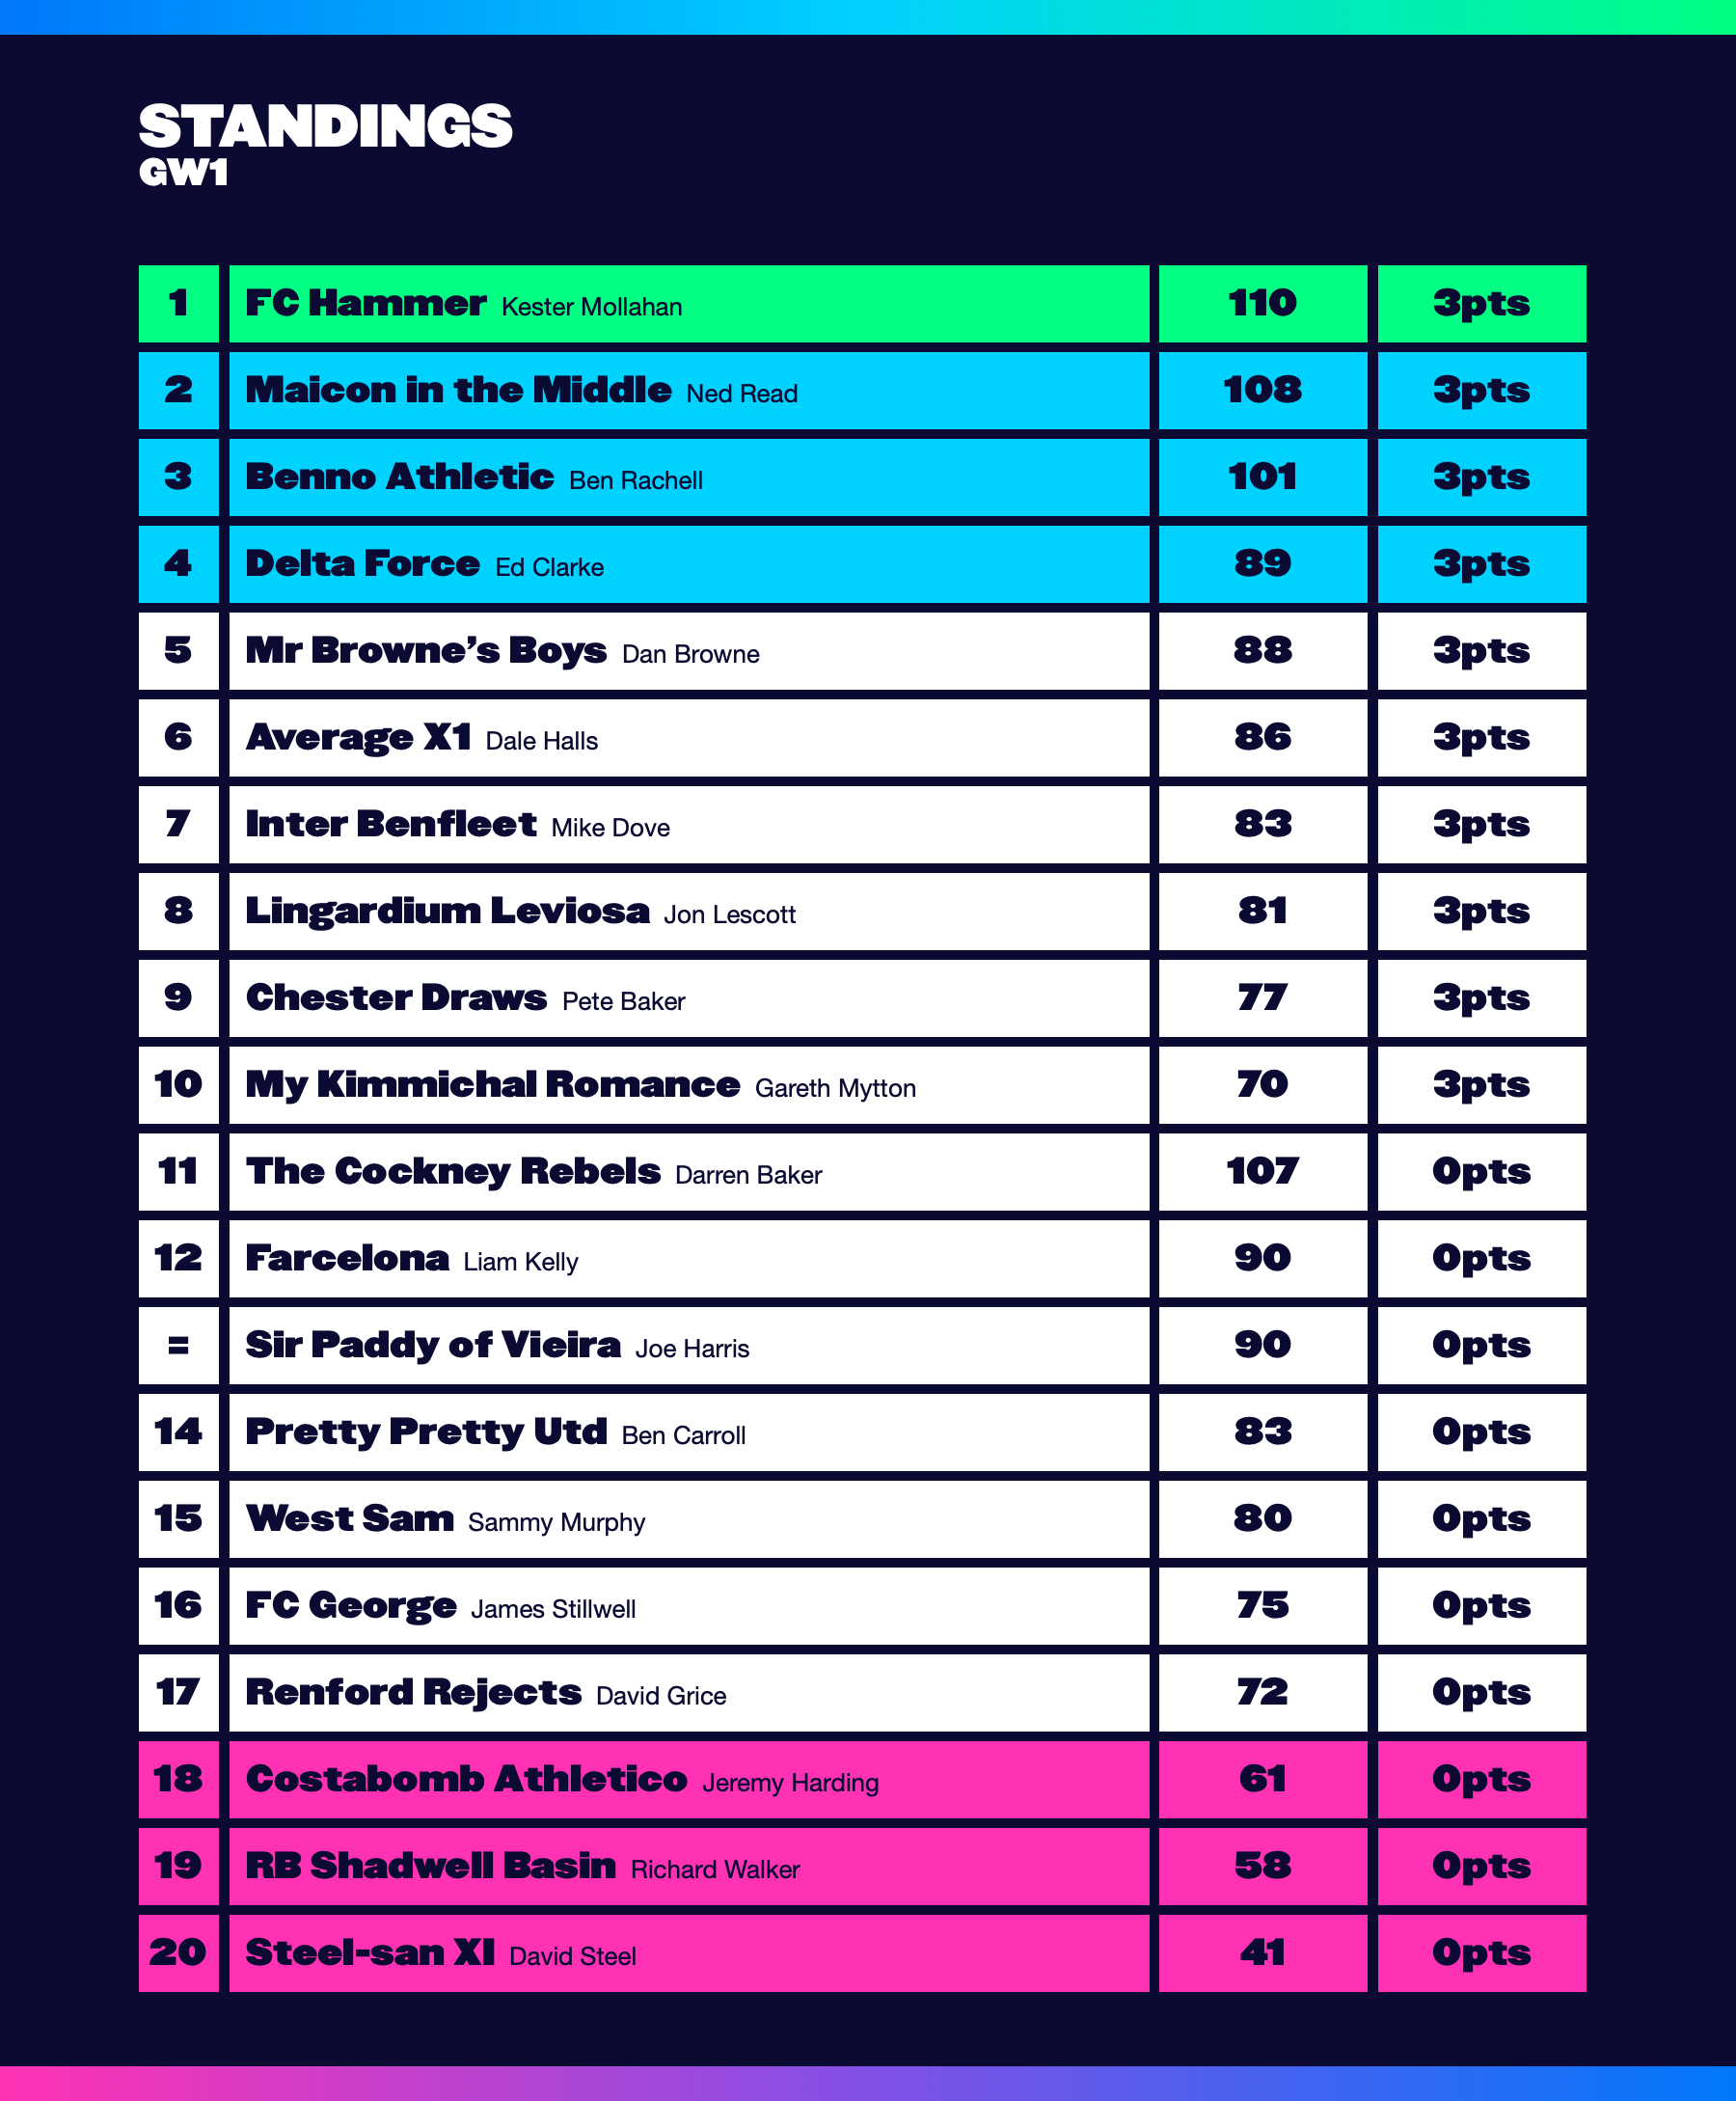 STANDINGS
GW1
1 FC Hammer Kester Mollahan 110 3pts
2 Maicon in the Middle Ned Read 108 3pts
3 Benno Athletic Ben Rachell 101 3pts
4 Delta Force Ed Clarke 89 3pts
5 Mr Browne’s Boys Dan Browne 88 3pts
6 Average X1 Dale Halls 86 3pts
7 Inter Benfleet Mike Dove 83 3pts
8 Lingardium Leviosa Jon Lescott 81 3pts
9 Chester Draws Pete Baker 77 3pts
10 My Kimmichal Romance Gareth Mytton 70 3pts
11 The Cockney Rebels Darren Baker 107 0pts
12 Farcelona Liam Kelly 90 0pts
= Sir Paddy of Vieira Joe Harris 90 0pts
14 Pretty Pretty Utd Ben Carroll 83 0pts
15 West Sam Sammy Murphy 80 0pts
16 FC George James Stillwell 75 0pts
17 Renford Rejects David Grice 72 0pts
18 Costabomb Athletico Jeremy Harding 61 0pts
19 RB Shadwell Basin Richard Walker 58 0pts
20 Steel-san XI David Steel 41 0pts